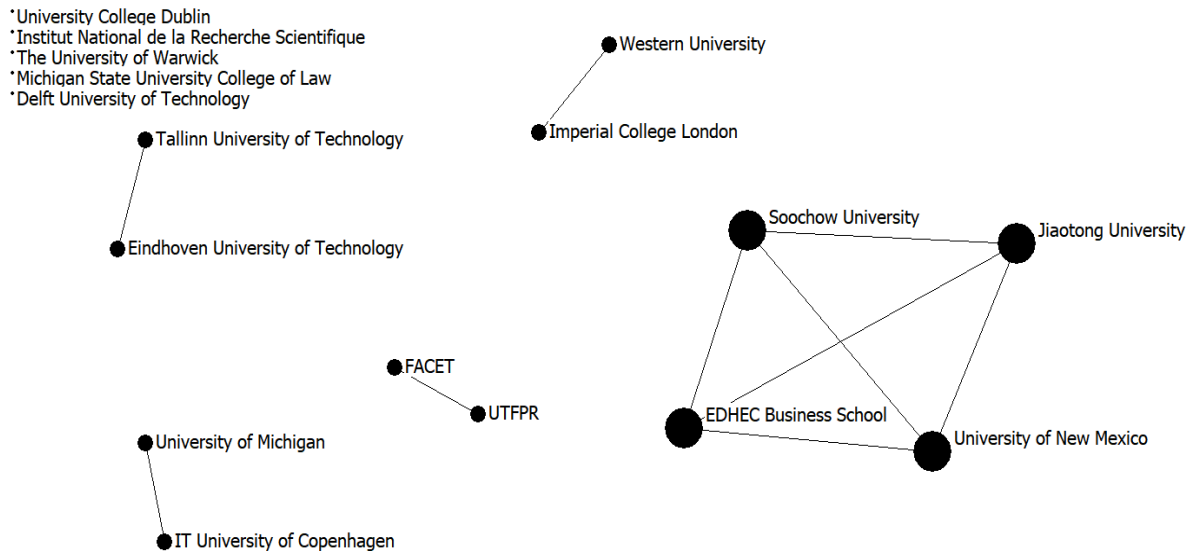 University College Dublin
Institut National de la Recherche Scientifique
The University of Warwick
Michigan State University College of Law
Delft University of Technology
Western University
Imperial College London
Tallinn University of Technology
Eindhoven University of Technology
Soochow University
Jiaotong University
FACET
UTFPR
EDHEC Business School
University of New Mexico
University of Michigan
IT University of Copenhagen